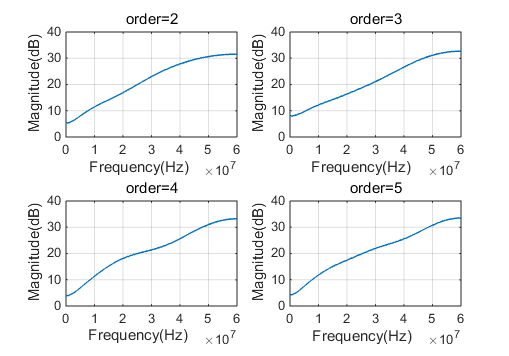 order=2
order=3
Magnitude(dB)
40
30
20
10
0
0 1 2 3 4 5 6
Frequency(Hz)
×10^7
Magnitude(dB)
40
30
20
10
0
0 1 2 3 4 5 6
Frequency(Hz)
×10^7
order=4
order=5
Magnitude(dB)
40
30
20
10
0
0 1 2 3 4 5 6
Frequency(Hz)
×10^7
Magnitude(dB)
40
30
20
10
0
0 1 2 3 4 5 6
Frequency(Hz)
×10^7